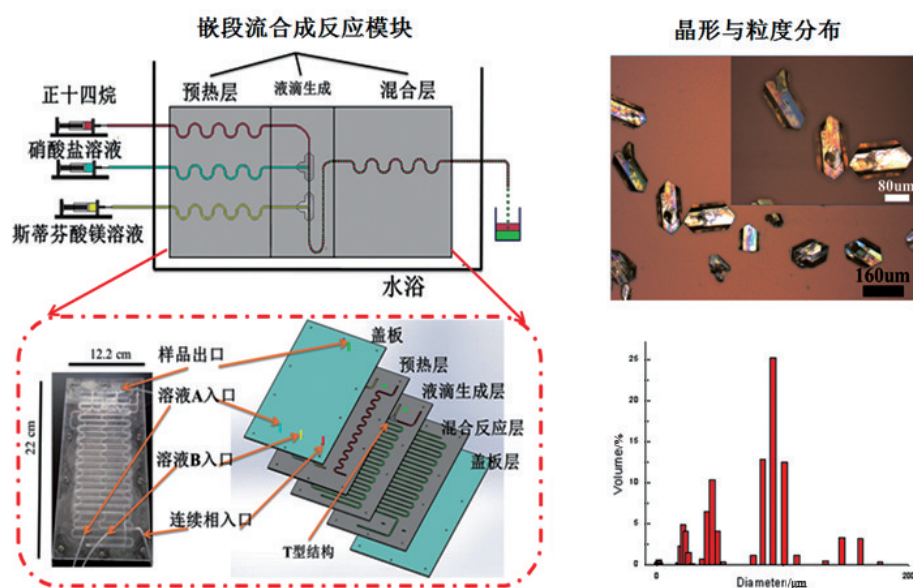 嵌段流合成反应模块
预热层
液滴生成
混合层
正十四烷
硝酸盐溶液
斯蒂芬酸镁溶液
水浴
12.2 cm
22 cm
样品出口
溶液A入口
溶液B入口
连续相入口
盖板
预热层
液滴生成层
混合反应层
盖板层
T型结构
晶形与粒度分布
80um
160um
Volume/%
25
20
15
10
5
0
0
200
Diameter/μm